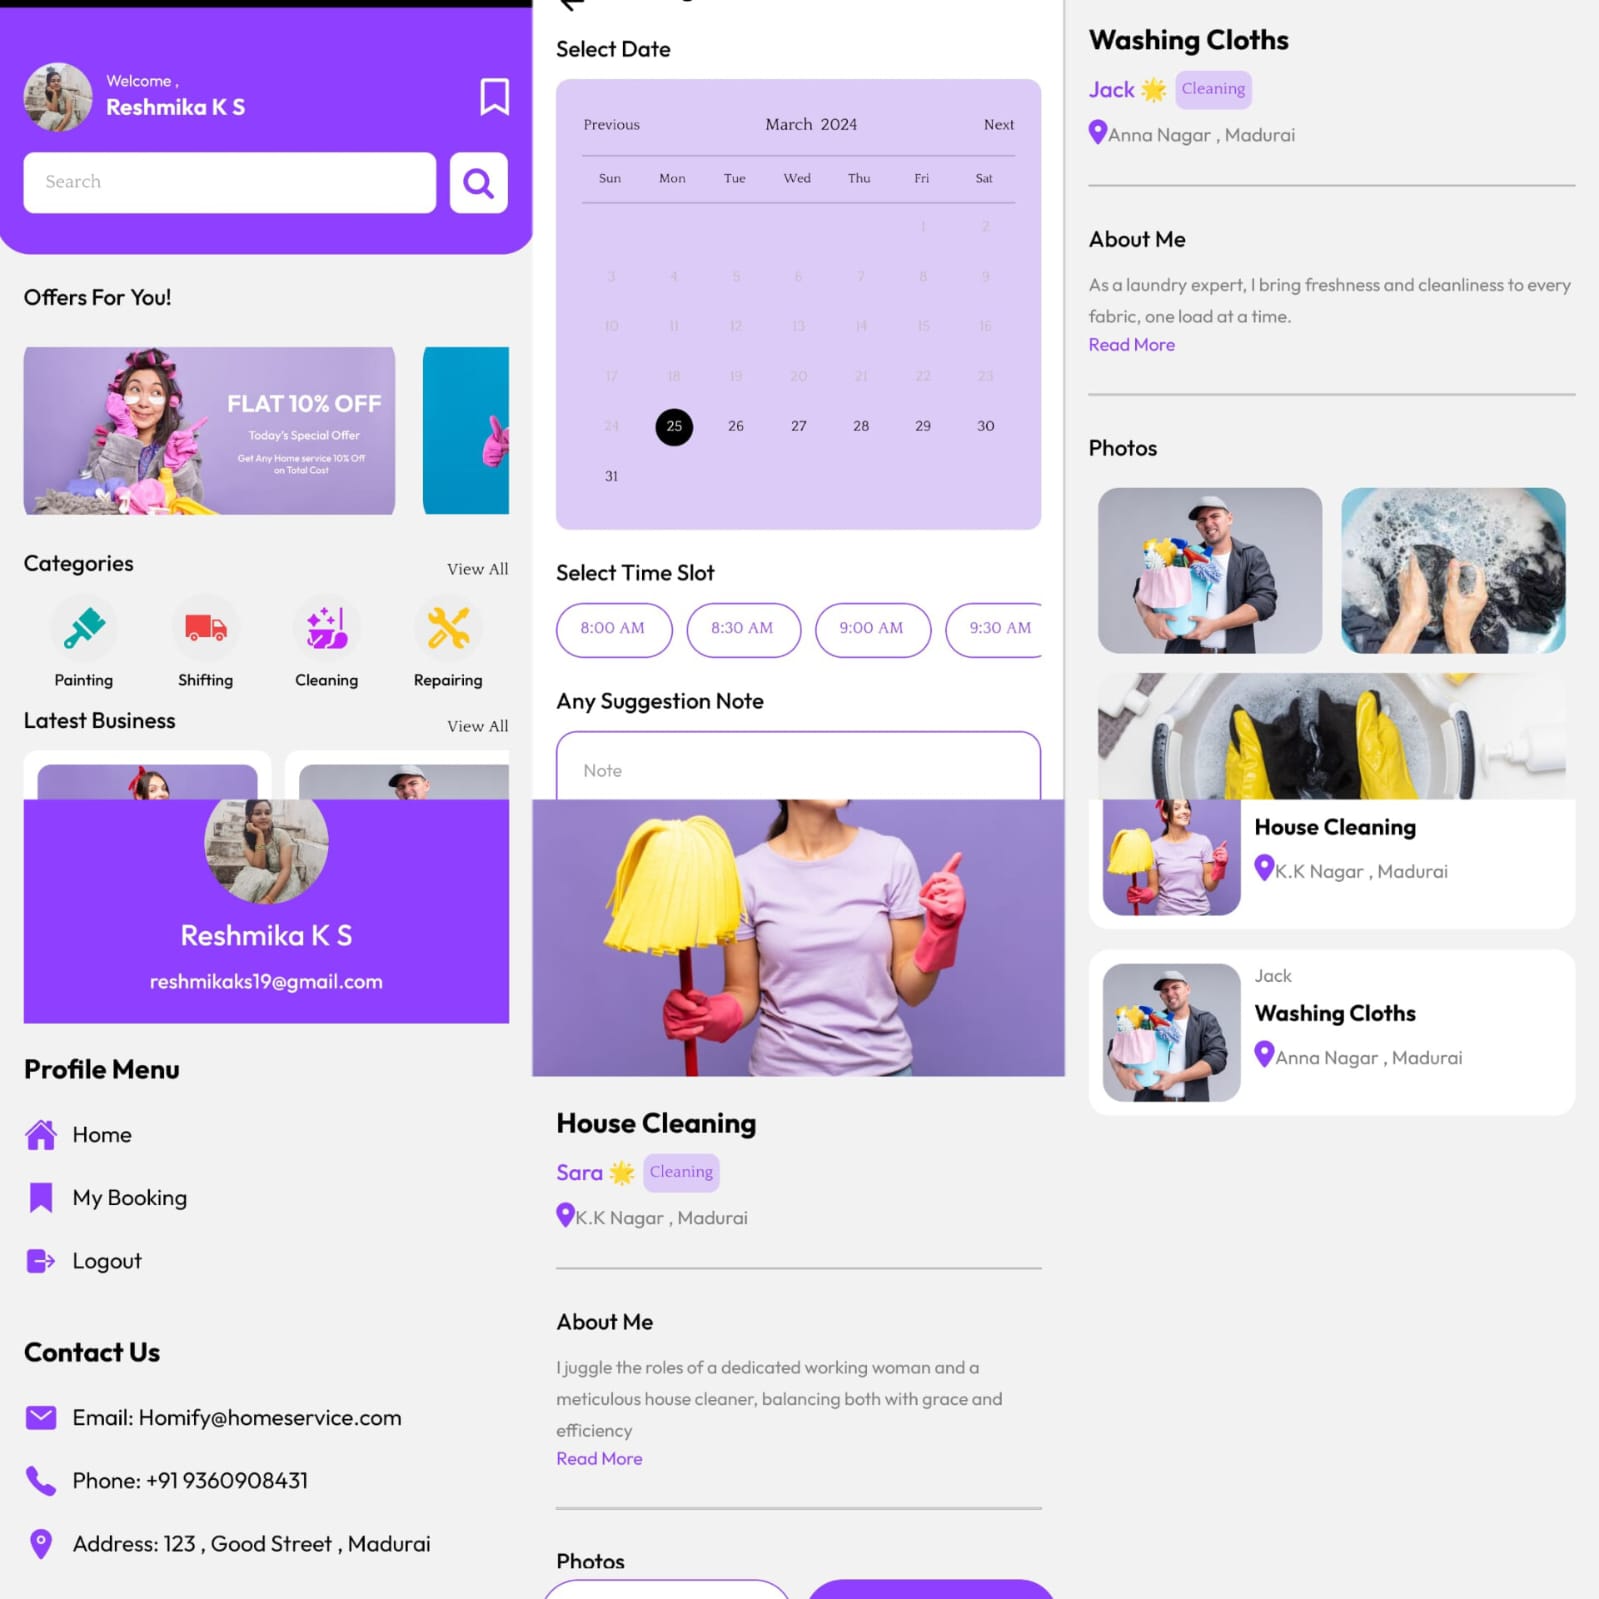 Welcome ,
Reshmika K S
Search
Offers For You!
FLAT 10% OFF
Today's Special Offer
Get Any Home service 10% Off
on Total Cost
Categories
View All
Painting
Shifting
Cleaning
Repairing
Latest Business
View All
Reshmika K S
reshmikaks19@gmail.com
Profile Menu
Home
My Booking
Logout
Contact Us
Email: Homify@homeservice.com
Phone: +91 9360908431
Address: 123 , Good Street , Madurai
Select Date
Previous March 2024 Next
Sun Mon Tue Wed Thu Fri Sat
1 2
3 4 5 6 7 8 9
10 11 12 13 14 15 16
17 18 19 20 21 22 23
24 25 26 27 28 29 30
31
Select Time Slot
8:00 AM 8:30 AM 9:00 AM 9:30 AM
Any Suggestion Note
Note
House Cleaning
Sara Cleaning
K.K Nagar , Madurai
About Me
I juggle the roles of a dedicated working woman and a
meticulous house cleaner, balancing both with grace and
efficiency
Read More
Photos
Washing Cloths
Jack Cleaning
Anna Nagar , Madurai
About Me
As a laundry expert, I bring freshness and cleanliness to every
fabric, one load at a time.
Read More
Photos
House Cleaning
K.K Nagar , Madurai
Jack
Washing Cloths
Anna Nagar , Madurai